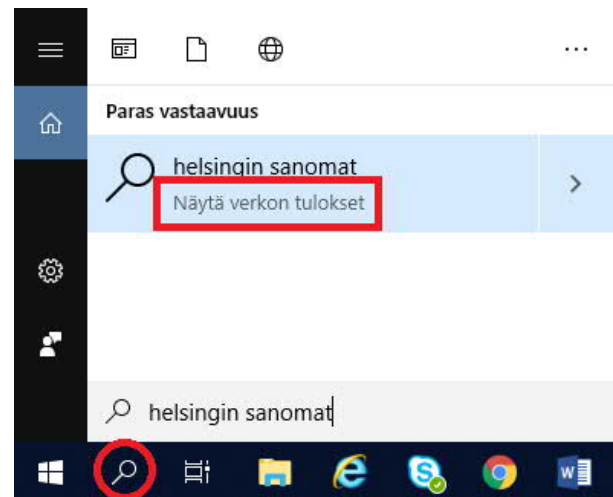 Paras vastaavuus
helsingin sanomat
Näytä verkon tulokset
helsingin sanomat